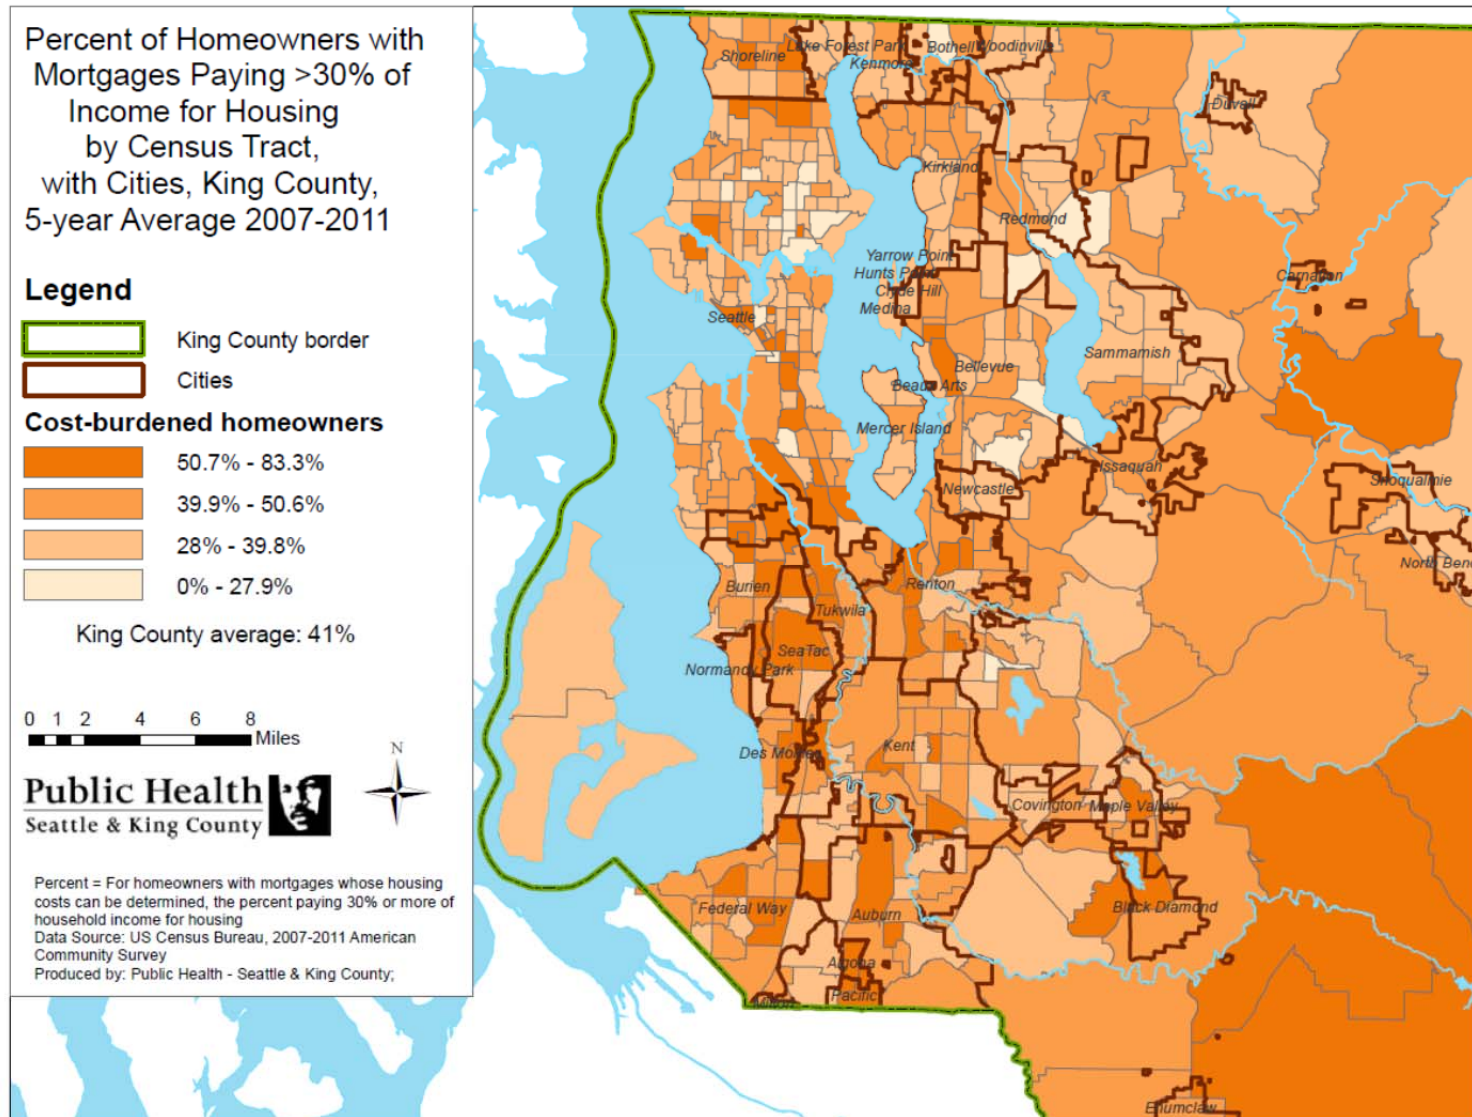 Percent of Homeowners with
Mortgages Paying >30% of
Income for Housing
by Census Tract,
with Cities, King County,
5-year Average 2007-2011
Legend
King County border
Cities
Cost-burdened homeowners
50.7% - 83.3%
39.9% - 50.6%
28% - 39.8%
0% - 27.9%
King County average: 41%
0 1 2 4 6 8
Miles
N
Public Health
Seattle & King County
Percent = For homeowners with mortgages whose housing
costs can be determined, the percent paying 30% or more of
household income for housing
Data Source: US Census Bureau, 2007-2011 American
Community Survey
Produced by: Public Health - Seattle & King County;
Shoreline
Lake Forest Park
Kenmore
Bothell
Woodinville
Duvall
Kirkland
Redmond
Yarrow Point
Hunts Point
Clyde Hill
Medina
Carnation
Seattle
Sammamish
Bellevue
Beaux Arts
Mercer Island
Issaquah
Newcastle
Snoqualmie
North Bend
Burien
Renton
Tukwila
SeaTac
Normandy Park
Des Moines
Kent
Covington
Maple Valley
Federal Way
Auburn
Black Diamond
Algona
Pacific
Milton
Enumclaw